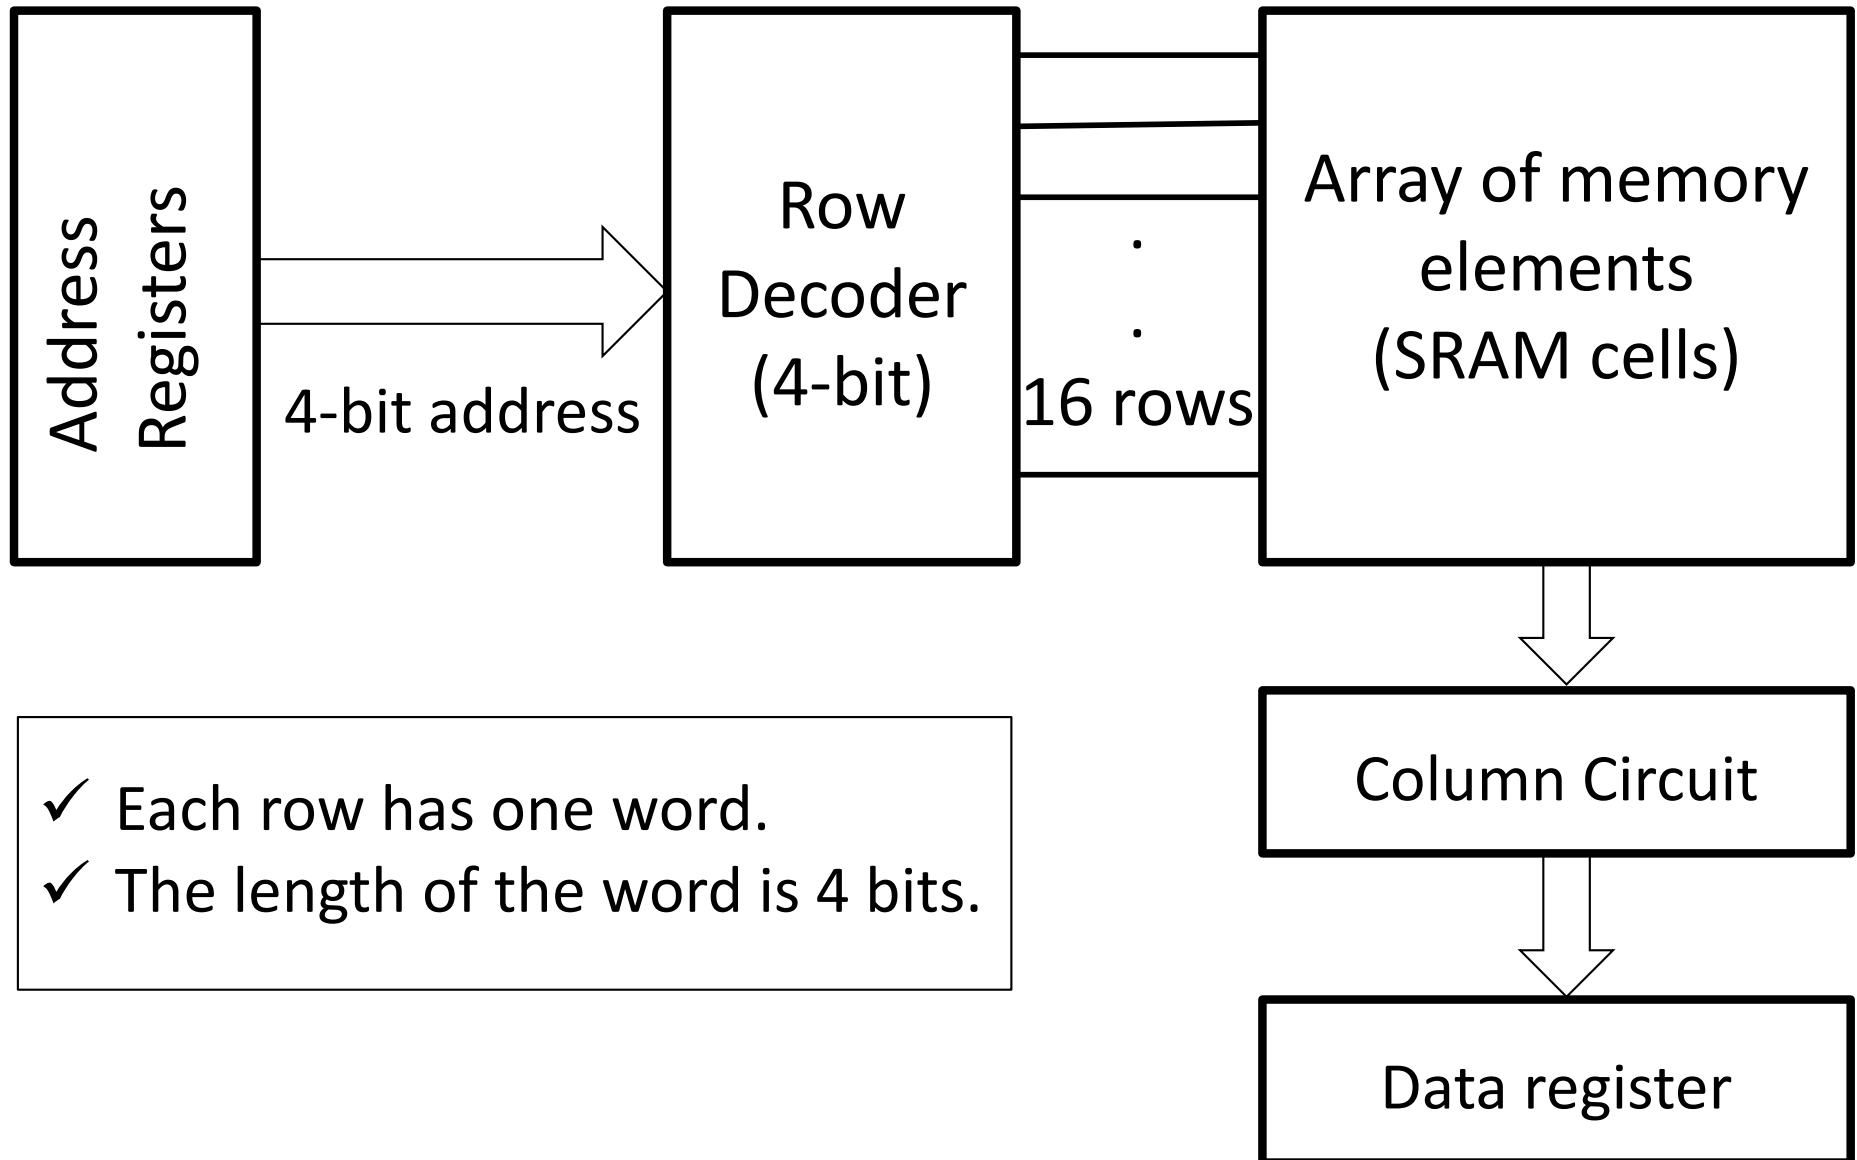 Address
Registers
4-bit address
Row
Decoder
(4-bit)
.
.
16 rows
Array of memory
elements
(SRAM cells)
Column Circuit
Data register
✓ Each row has one word.
✓ The length of the word is 4 bits.